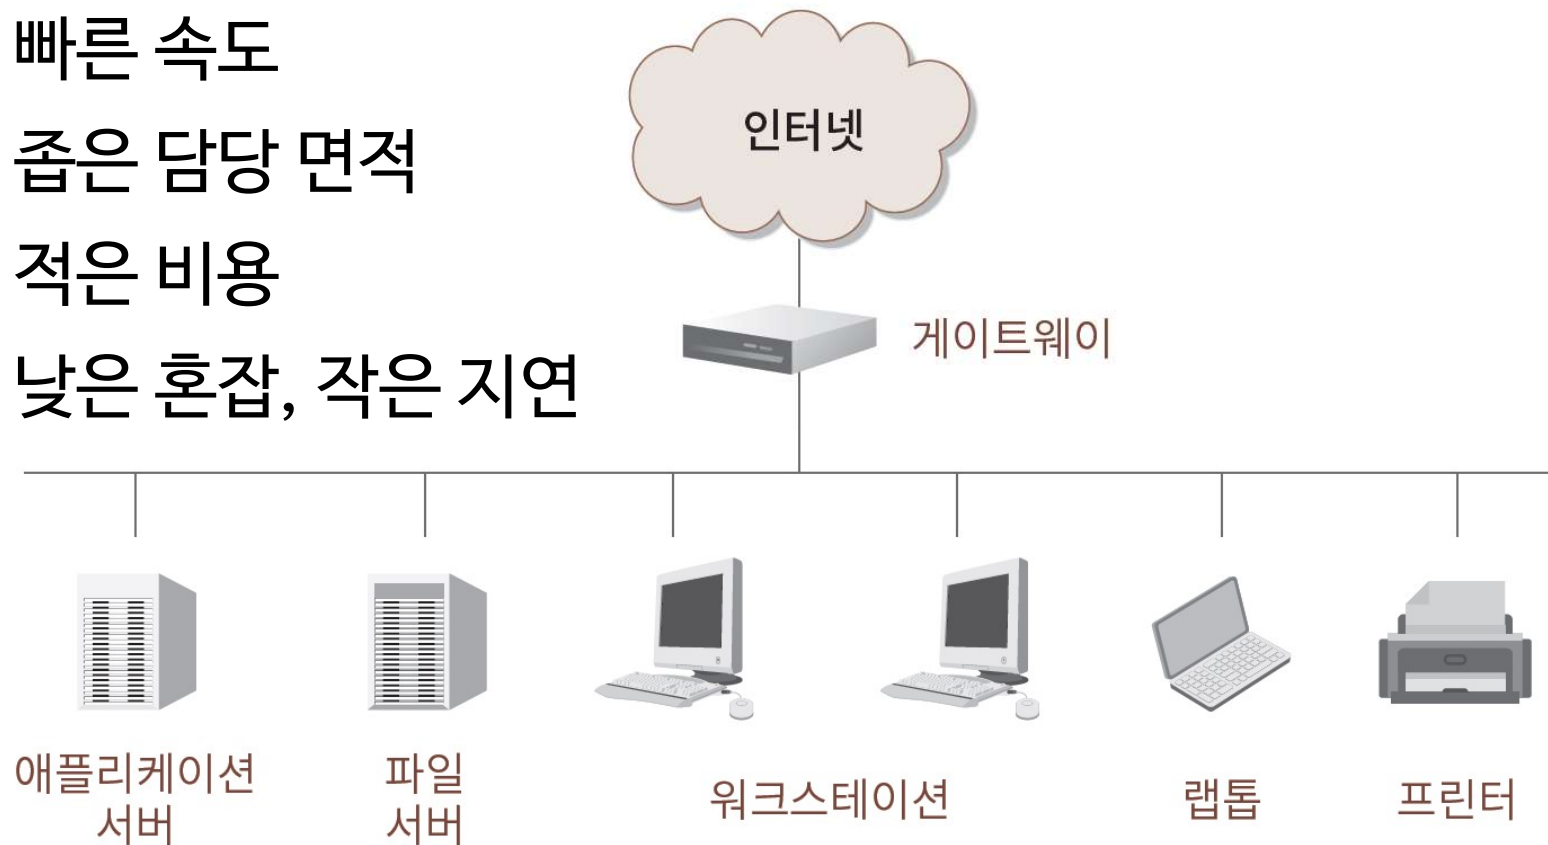 빠른 속도
좁은 담당 면적
적은 비용
낮은 혼잡, 작은 지연
인터넷
게이트웨이
애플리케이션
서버
파일
서버
워크스테이션
랩톱
프린터